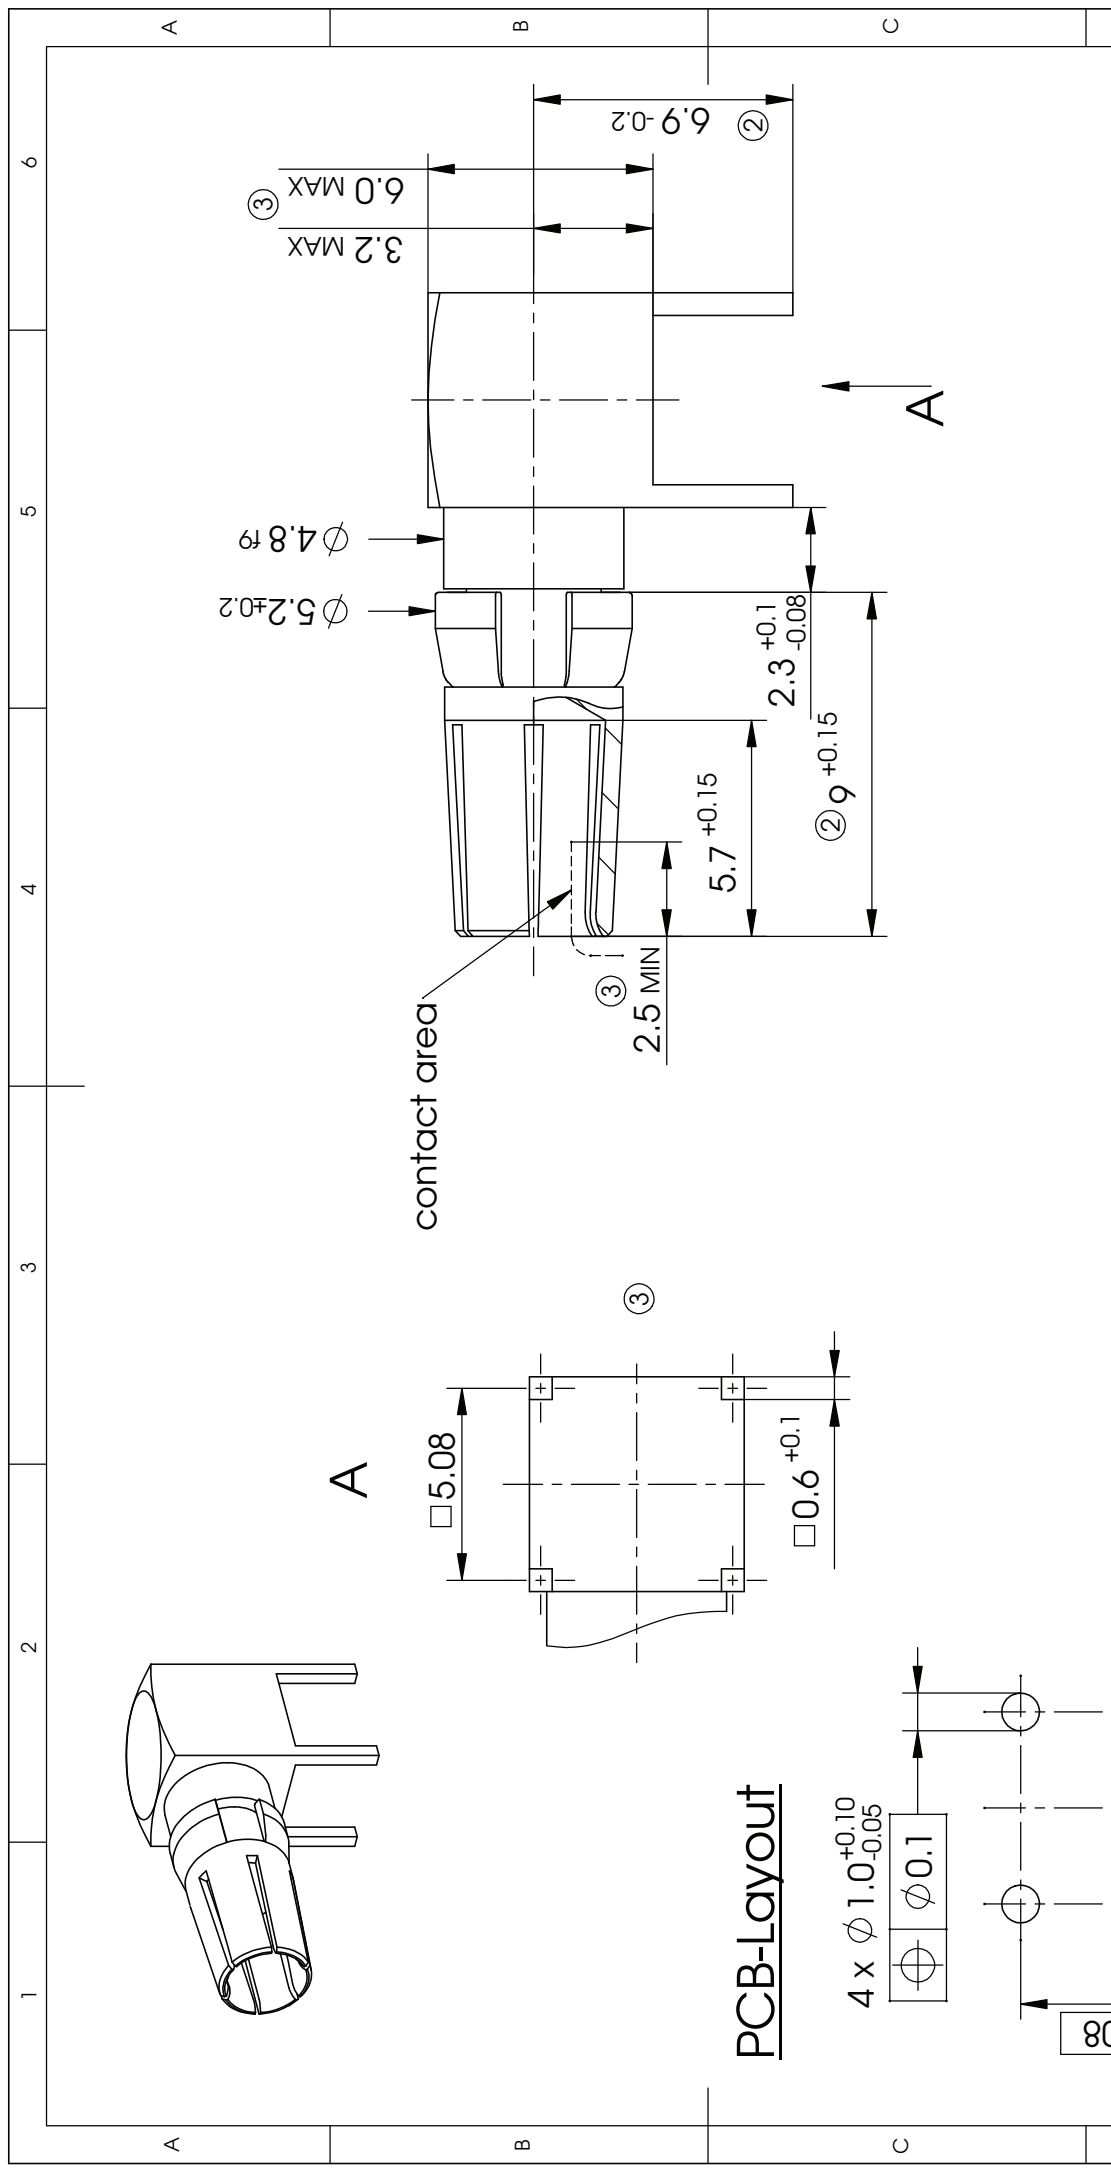 1
2
3
4
5
6
A
B
C
A
B
C
contact area
⌀5.2±0.2
⌀4.8 f9
3.2 MAX
6.0 MAX
③
6.9 -0.2
②
③
2.5 MIN
5.7 +0.15
② 9 +0.15
2.3 +0.1 -0.08
A
A
□5.08
③
□0.6 +0.1
PCB-Layout
4 x ⌀1.0 +0.10 -0.05
⌖ ⌀0.1
08